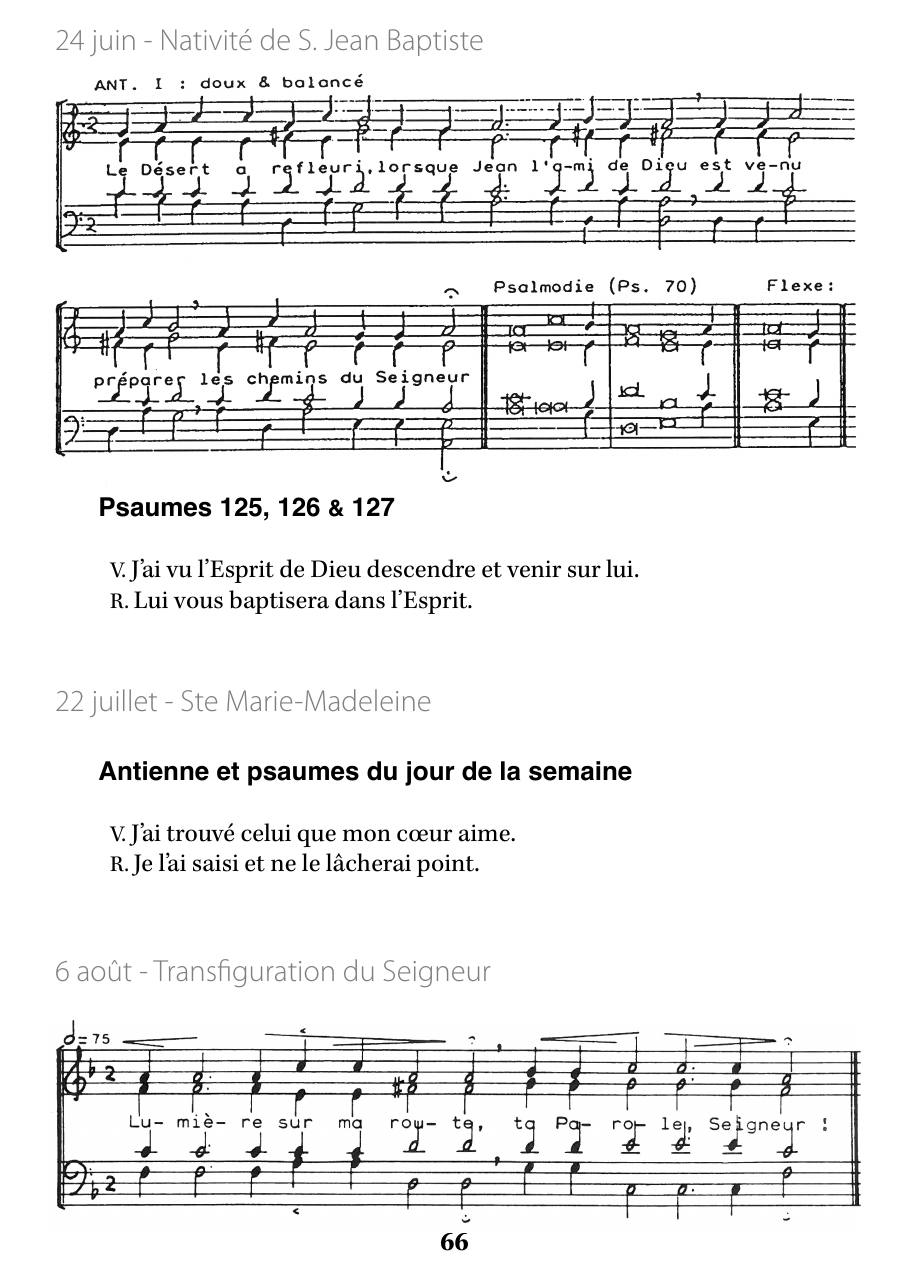 24 juin - Nativité de S. Jean Baptiste
ANT. I : doux & balancé
Le Désert a refleuri, lorsque Jean l'a-mi de Dieu est ve-nu
Psalmodie (Ps. 70) Flexe:
préparer les chemins du Seigneur
Psaumes 125, 126 & 127
V. J’ai vu l’Esprit de Dieu descendre et venir sur lui.
R. Lui vous baptisera dans l’Esprit.
22 juillet - Ste Marie-Madeleine
Antienne et psaumes du jour de la semaine
V. J’ai trouvé celui que mon cœur aime.
R. Je l’ai saisi et ne le lâcherai point.
6 août - Transfiguration du Seigneur
= 75
Lu- miè- re sur ma rou- te, ta Pa- ro- le, Seigneur !
66